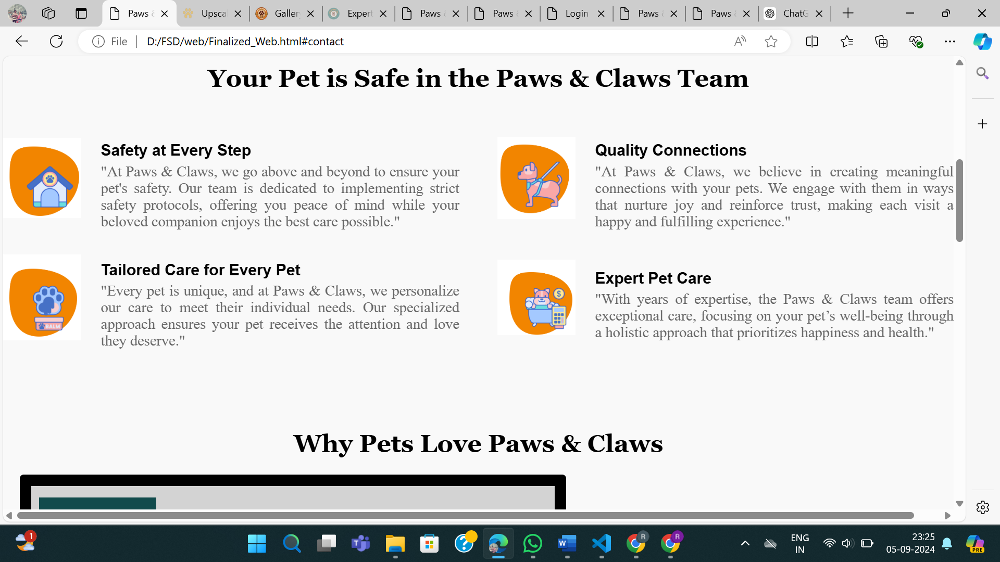 Paws &
Upscal
Gallery
Expert
Paws &
Paws &
Login
Paws &
Paws &
ChatG
File
D:/FSD/web/Finalized_Web.html#contact
Your Pet is Safe in the Paws & Claws Team
Safety at Every Step
"At Paws & Claws, we go above and beyond to ensure your
pet's safety. Our team is dedicated to implementing strict
safety protocols, offering you peace of mind while your
beloved companion enjoys the best care possible."
Quality Connections
"At Paws & Claws, we believe in creating meaningful
connections with your pets. We engage with them in ways
that nurture joy and reinforce trust, making each visit a
happy and fulfilling experience."
BALM
Tailored Care for Every Pet
"Every pet is unique, and at Paws & Claws, we personalize
our care to meet their individual needs. Our specialized
approach ensures your pet receives the attention and love
they deserve."
$
Expert Pet Care
"With years of expertise, the Paws & Claws team offers
exceptional care, focusing on your pet’s well-being through
a holistic approach that prioritizes happiness and health."
Why Pets Love Paws & Claws
1
R
R
ENG
IN
23:25
05-09-2024
PRE